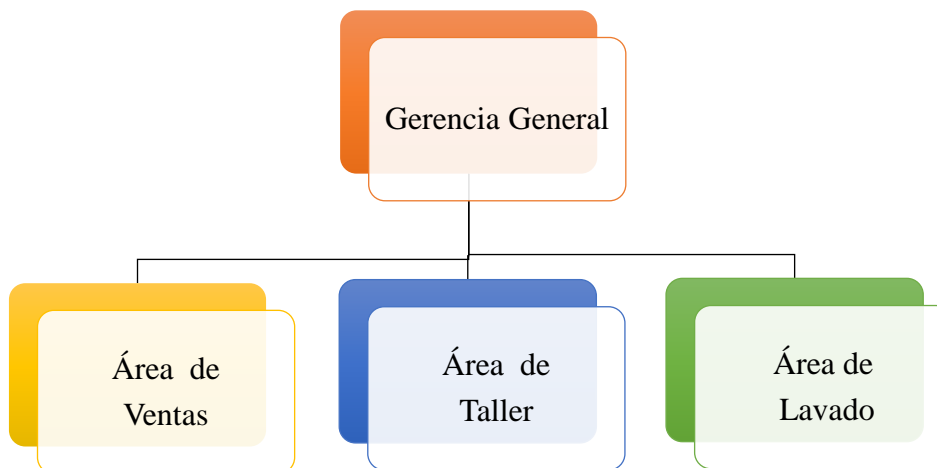 Gerencia General
Área de
Ventas
Área de
Taller
Área de
Lavado